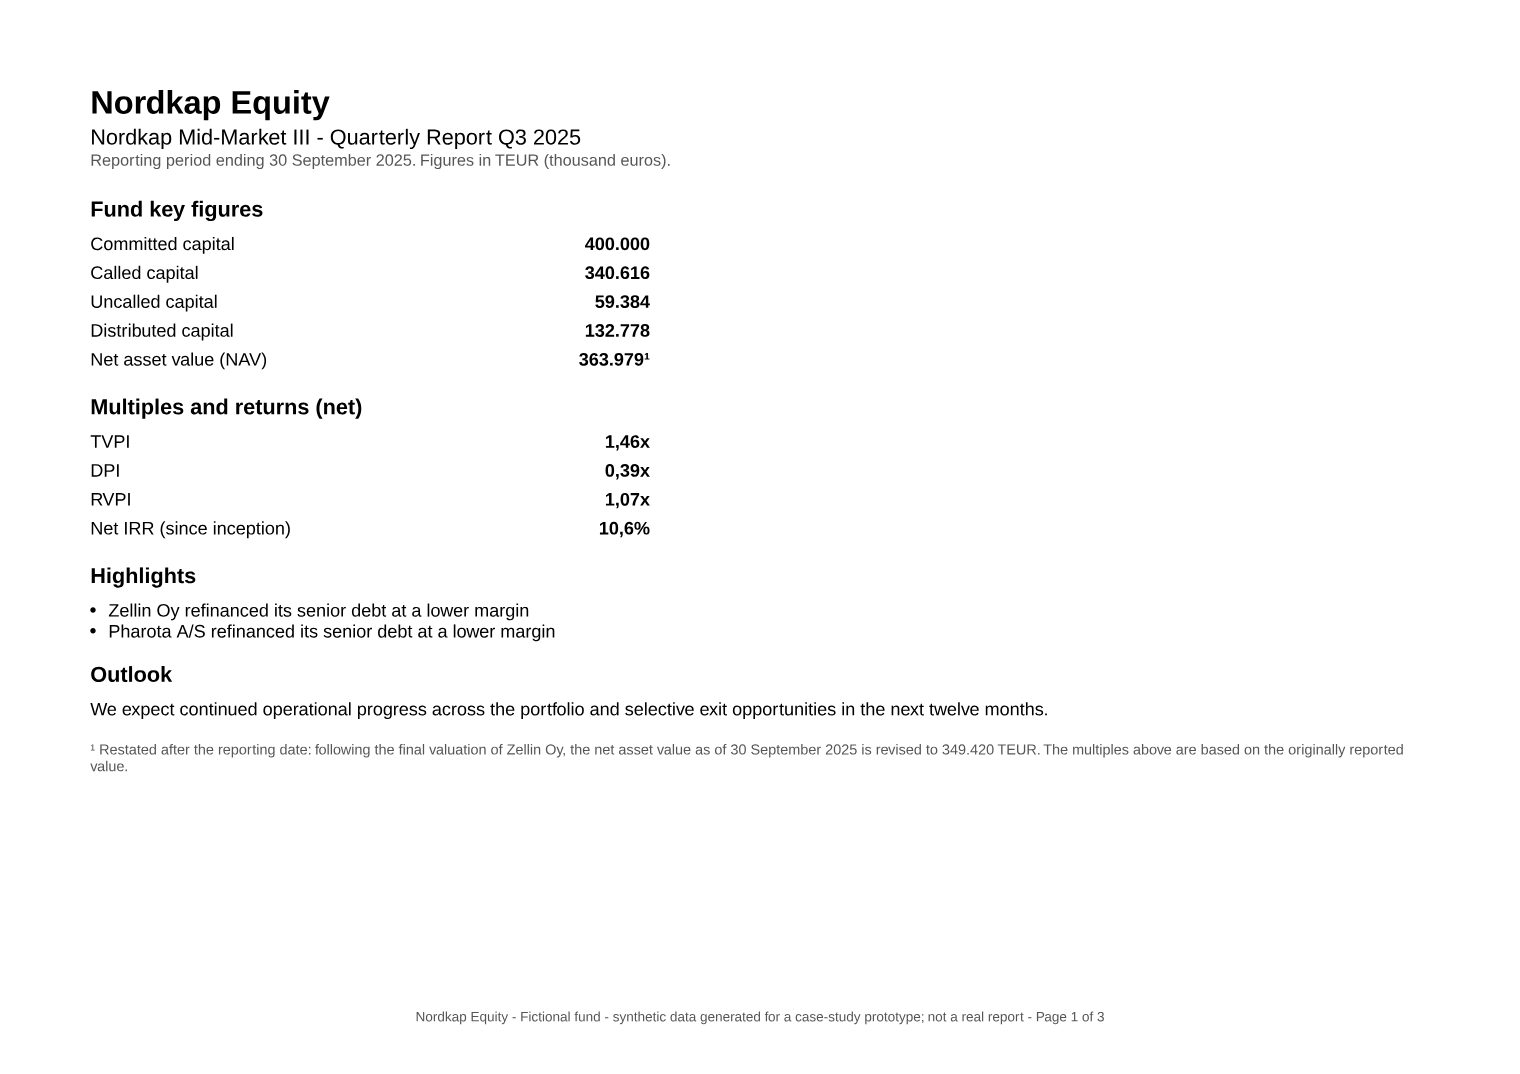 Nordkap Equity
Nordkap Mid-Market III - Quarterly Report Q3 2025
Reporting period ending 30 September 2025. Figures in TEUR (thousand euros).
Fund key figures
Committed capital 400.000
Called capital 340.616
Uncalled capital 59.384
Distributed capital 132.778
Net asset value (NAV) 363.979¹
Multiples and returns (net)
TVPI 1,46x
DPI 0,39x
RVPI 1,07x
Net IRR (since inception) 10,6%
Highlights
• Zellin Oy refinanced its senior debt at a lower margin
• Pharota A/S refinanced its senior debt at a lower margin
Outlook
We expect continued operational progress across the portfolio and selective exit opportunities in the next twelve months.
¹ Restated after the reporting date: following the final valuation of Zellin Oy, the net asset value as of 30 September 2025 is revised to 349.420 TEUR. The multiples above are based on the originally reported
value.
Nordkap Equity - Fictional fund - synthetic data generated for a case-study prototype; not a real report - Page 1 of 3